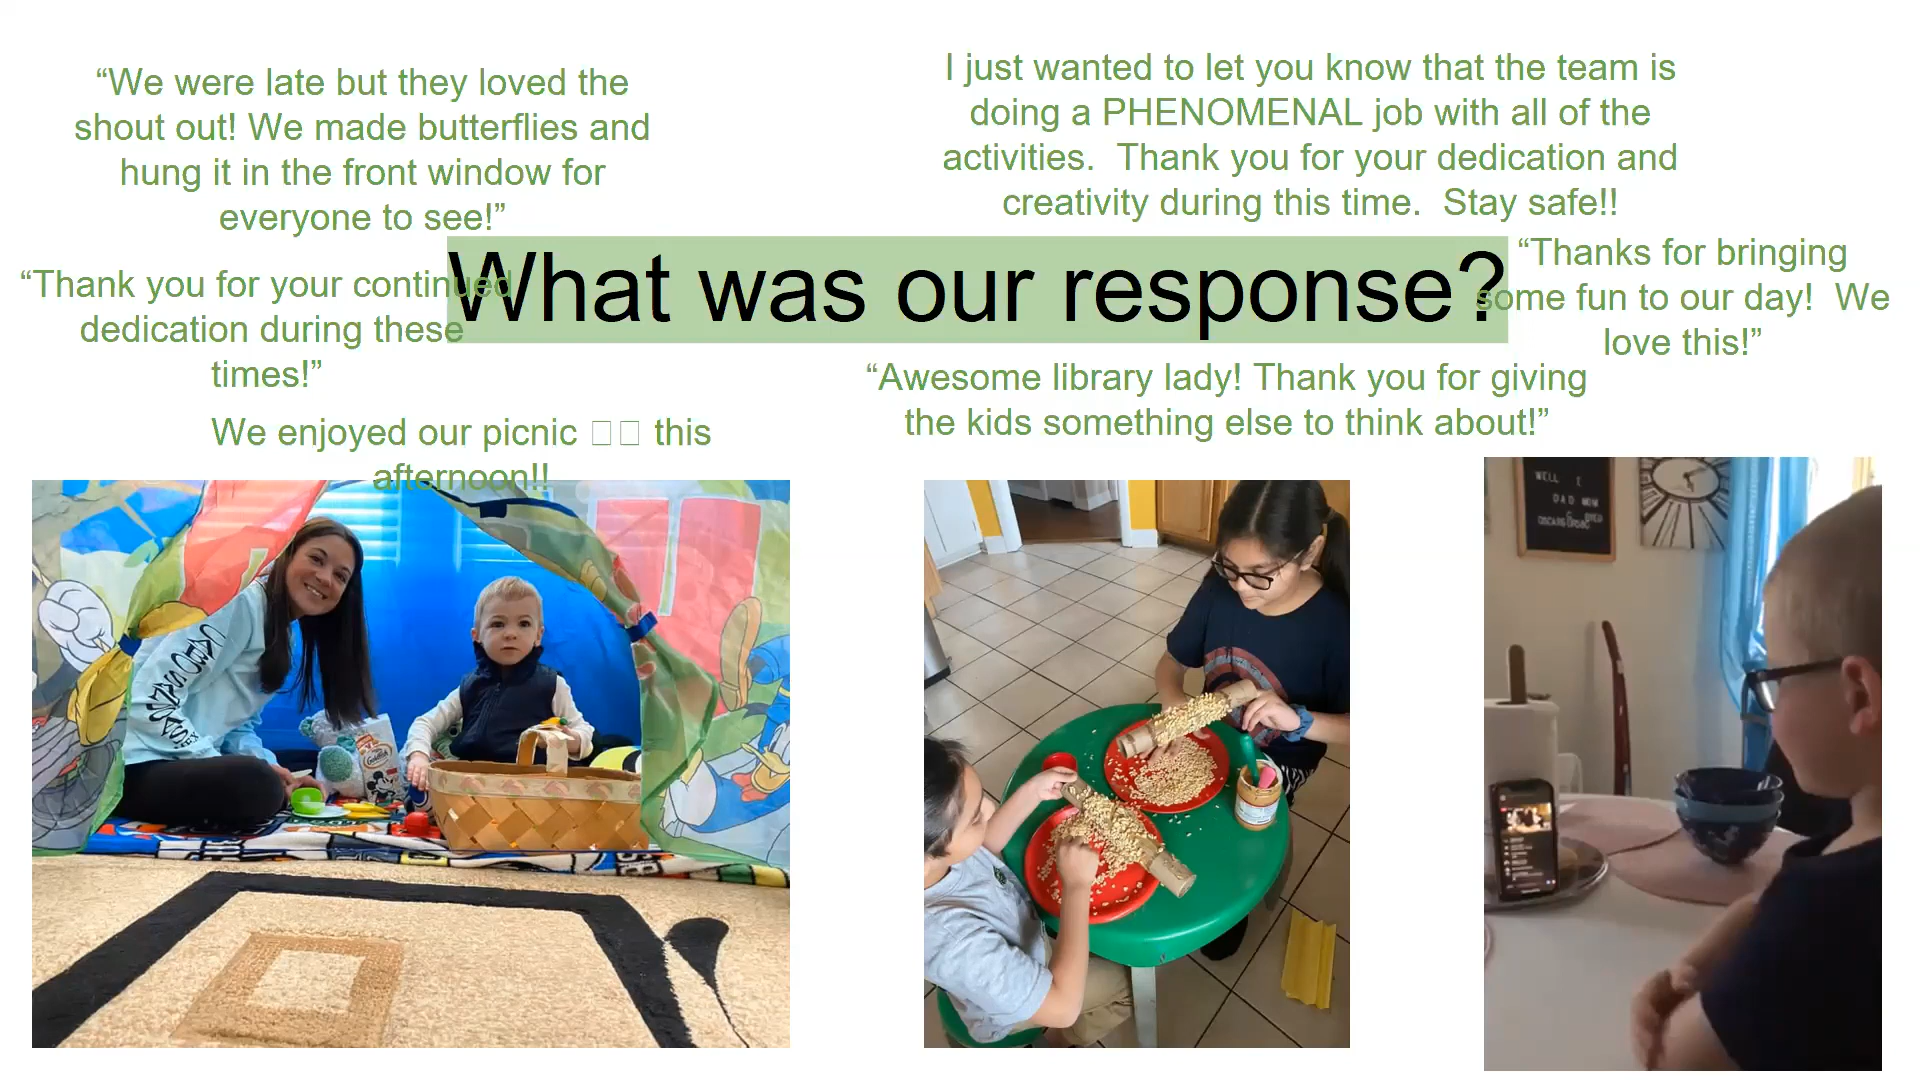 “We were late but they loved the
shout out! We made butterflies and
hung it in the front window for
everyone to see!”
I just wanted to let you know that the team is
doing a PHENOMENAL job with all of the
activities.  Thank you for your dedication and
creativity during this time.  Stay safe!!
What was our response?
“Thank you for your continued
dedication during these
times!”
“Thanks for bringing
some fun to our day!  We
love this!”
“Awesome library lady! Thank you for giving
the kids something else to think about!”
We enjoyed our picnic □□ this
afternoon!!
Goldfish
WELL E
DAD MOM